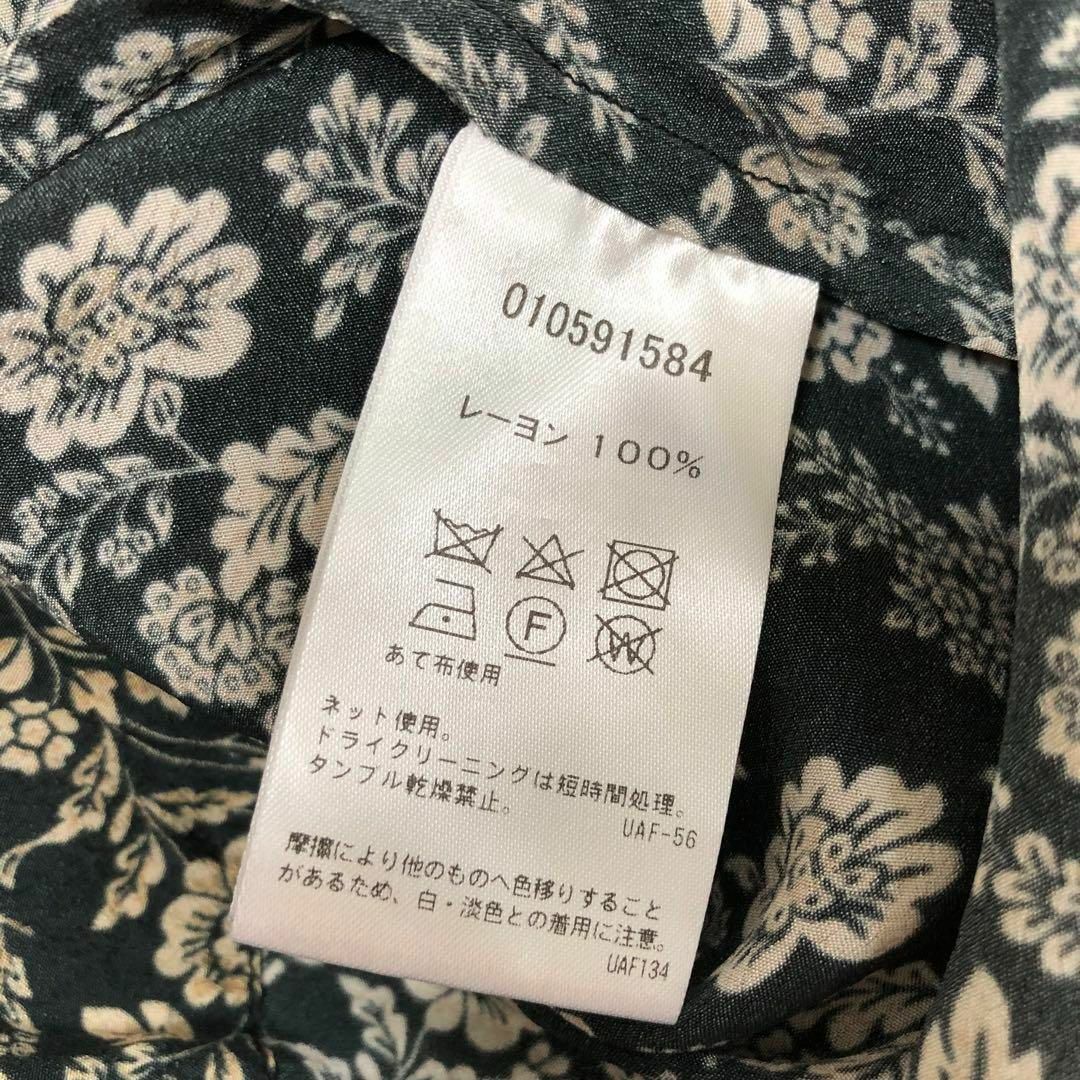 010591584
レーヨン 100%
F
W
あて布使用
ネット使用。
ドライクリーニングは短時間処理。
タンブル乾燥禁止。
UAF-56
摩擦により他のものへ色移りすること
があるため、白・淡色との着用に注意。
UAF134